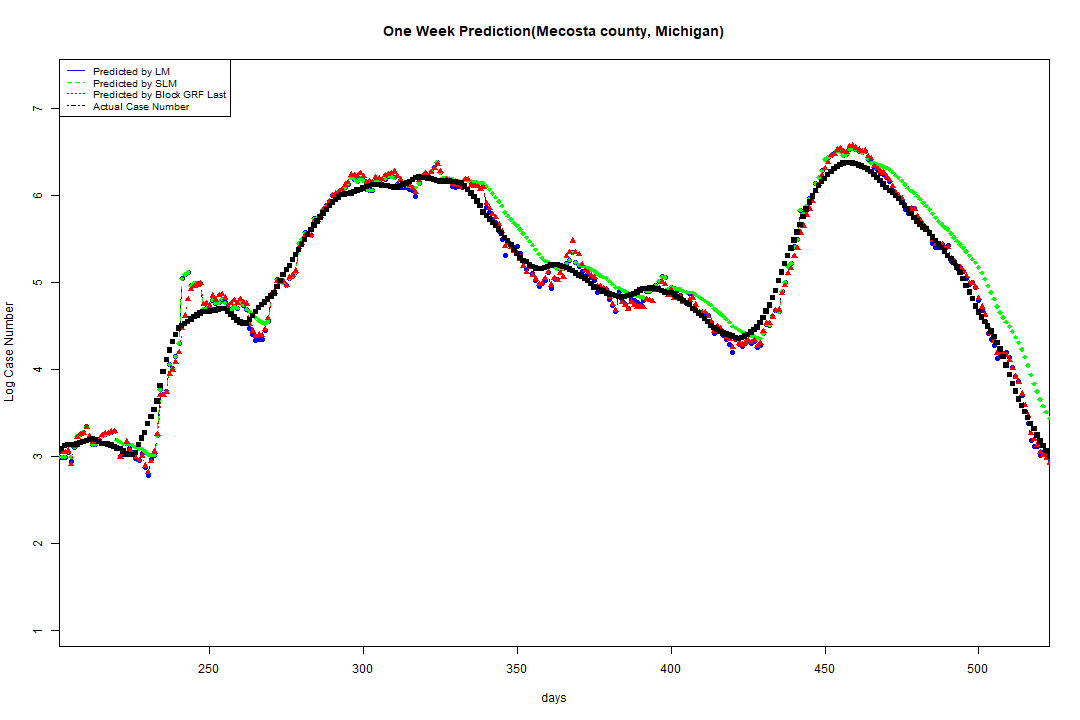 One Week Prediction(Mecosta county, Michigan)
Predicted by LM
Predicted by SLM
Predicted by Block GRF Last
Actual Case Number
7
6
5
4
3
2
1
Log Case Number
250 300 350 400 450 500
days